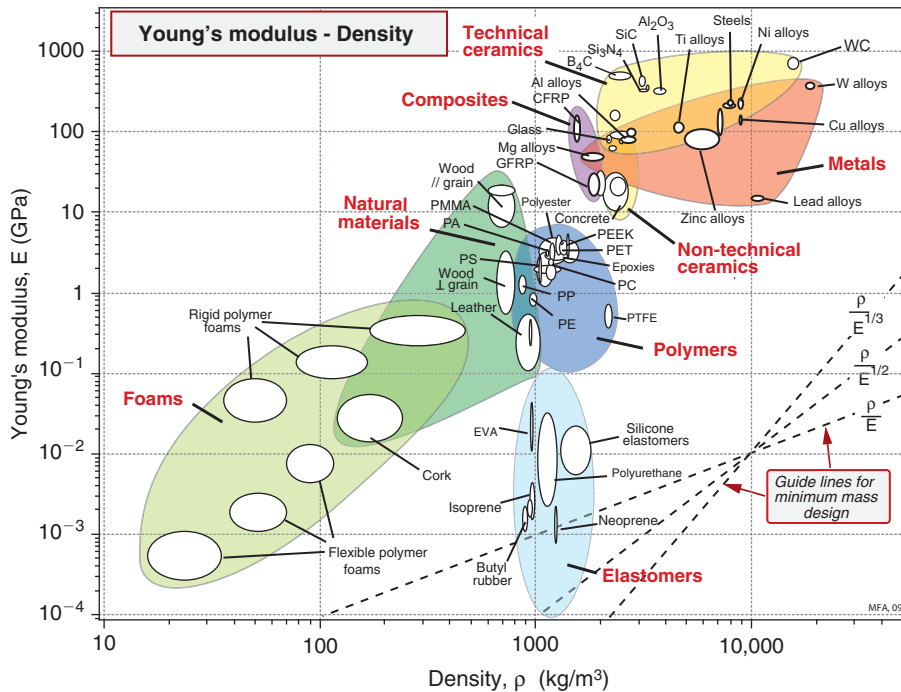 Young's modulus - Density
Technical
ceramics
Composites
Natural
materials
Foams
Metals
Non-technical
ceramics
Polymers
Elastomers
Al2O3
SiC
Si3N4
B4C
Steels
Ti alloys
Ni alloys
WC
W alloys
Al alloys
CFRP
Glass
Mg alloys
GFRP
Cu alloys
Zinc alloys
Lead alloys
Wood
// grain
PMMA
PA
PS
Wood
⊥ grain
Leather
Polyester
Concrete
PEEK
PET
Epoxies
PC
PP
PE
PTFE
Rigid polymer
foams
Cork
Flexible polymer
foams
EVA
Silicone
elastomers
Polyurethane
Isoprene
Neoprene
Butyl
rubber
ρ
E^1/3
ρ
E^1/2
ρ
E
Guide lines for
minimum mass
design
MFA, 09
Young's modulus, E (GPa)
1000
100
10
1
10^−1
10^−2
10^−3
10^−4
10
100
1000
10,000
Density, ρ (kg/m³)